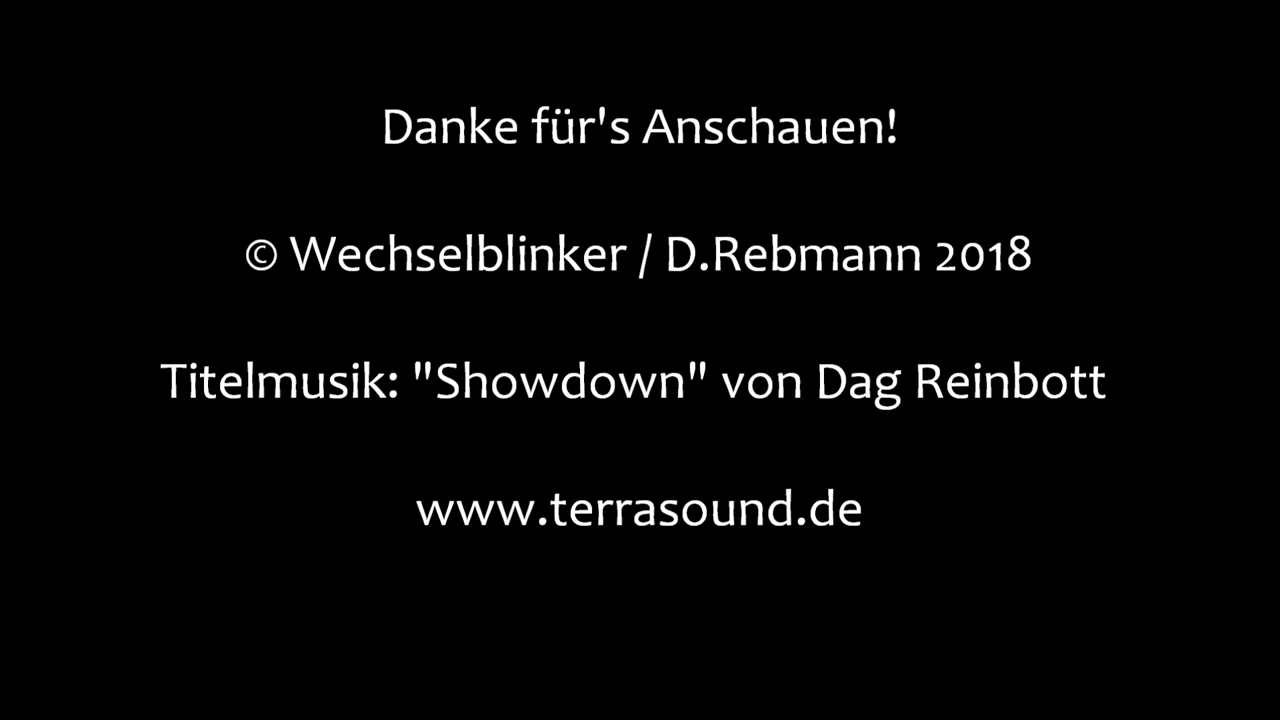 Danke für's Anschauen!
© Wechselblinker / D.Rebmann 2018
Titelmusik: "Showdown" von Dag Reinbott
www.terrasound.de